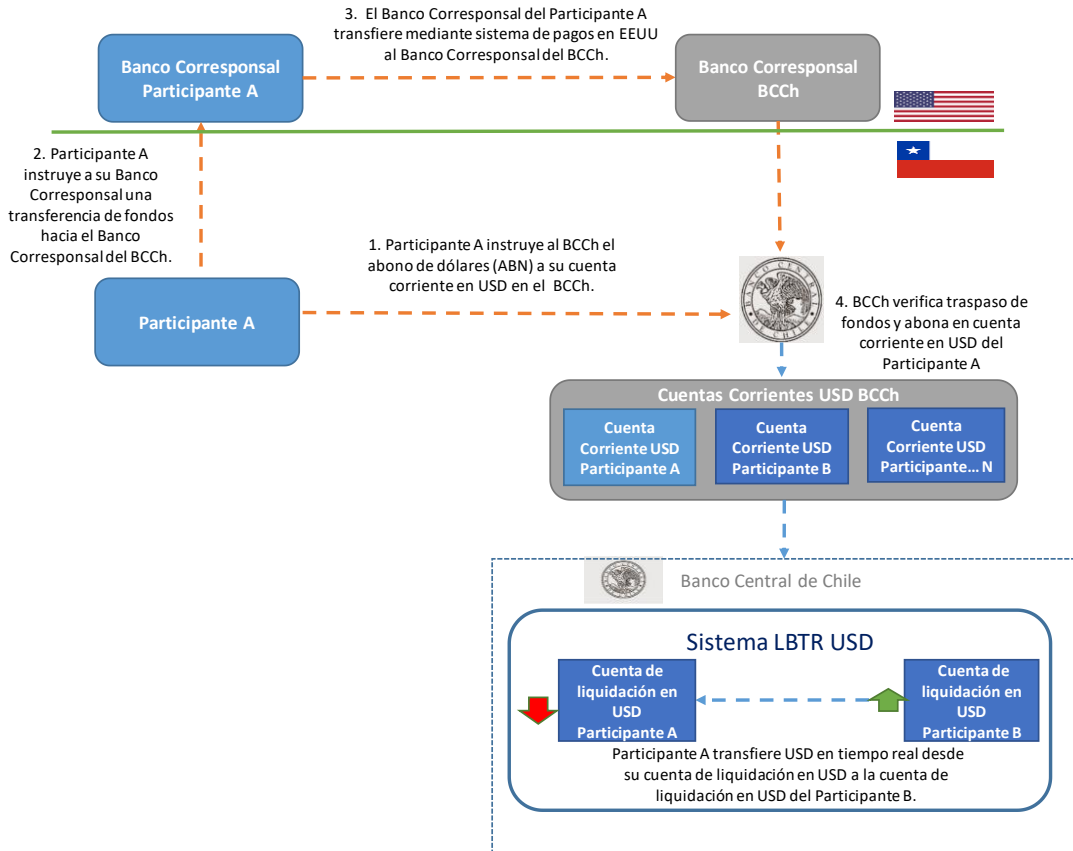 3. El Banco Corresponsal del Participante A
transfiere mediante sistema de pagos en EEUU
al Banco Corresponsal del BCCh.
Banco Corresponsal
Participante A
Banco Corresponsal
BCCh
2. Participante A
instruye a su Banco
Corresponsal una
transferencia de fondos
hacia el Banco
Corresponsal del BCCh.
1. Participante A instruye al BCCh el
abono de dólares (ABN) a su cuenta
corriente en USD en el BCCh.
Participante A
BANCO CENTRAL
DE CHILE
4. BCCh verifica traspaso de
fondos y abona en cuenta
corriente en USD del
Participante A
Cuentas Corrientes USD BCCh
Cuenta
Corriente USD
Participante A
Cuenta
Corriente USD
Participante B
Cuenta
Corriente USD
Participante... N
Banco Central de Chile
Sistema LBTR USD
Cuenta de
liquidación en
USD
Participante A
Cuenta de
liquidación en
USD
Participante B
Participante A transfiere USD en tiempo real desde
su cuenta de liquidación en USD a la cuenta de
liquidación en USD del Participante B.